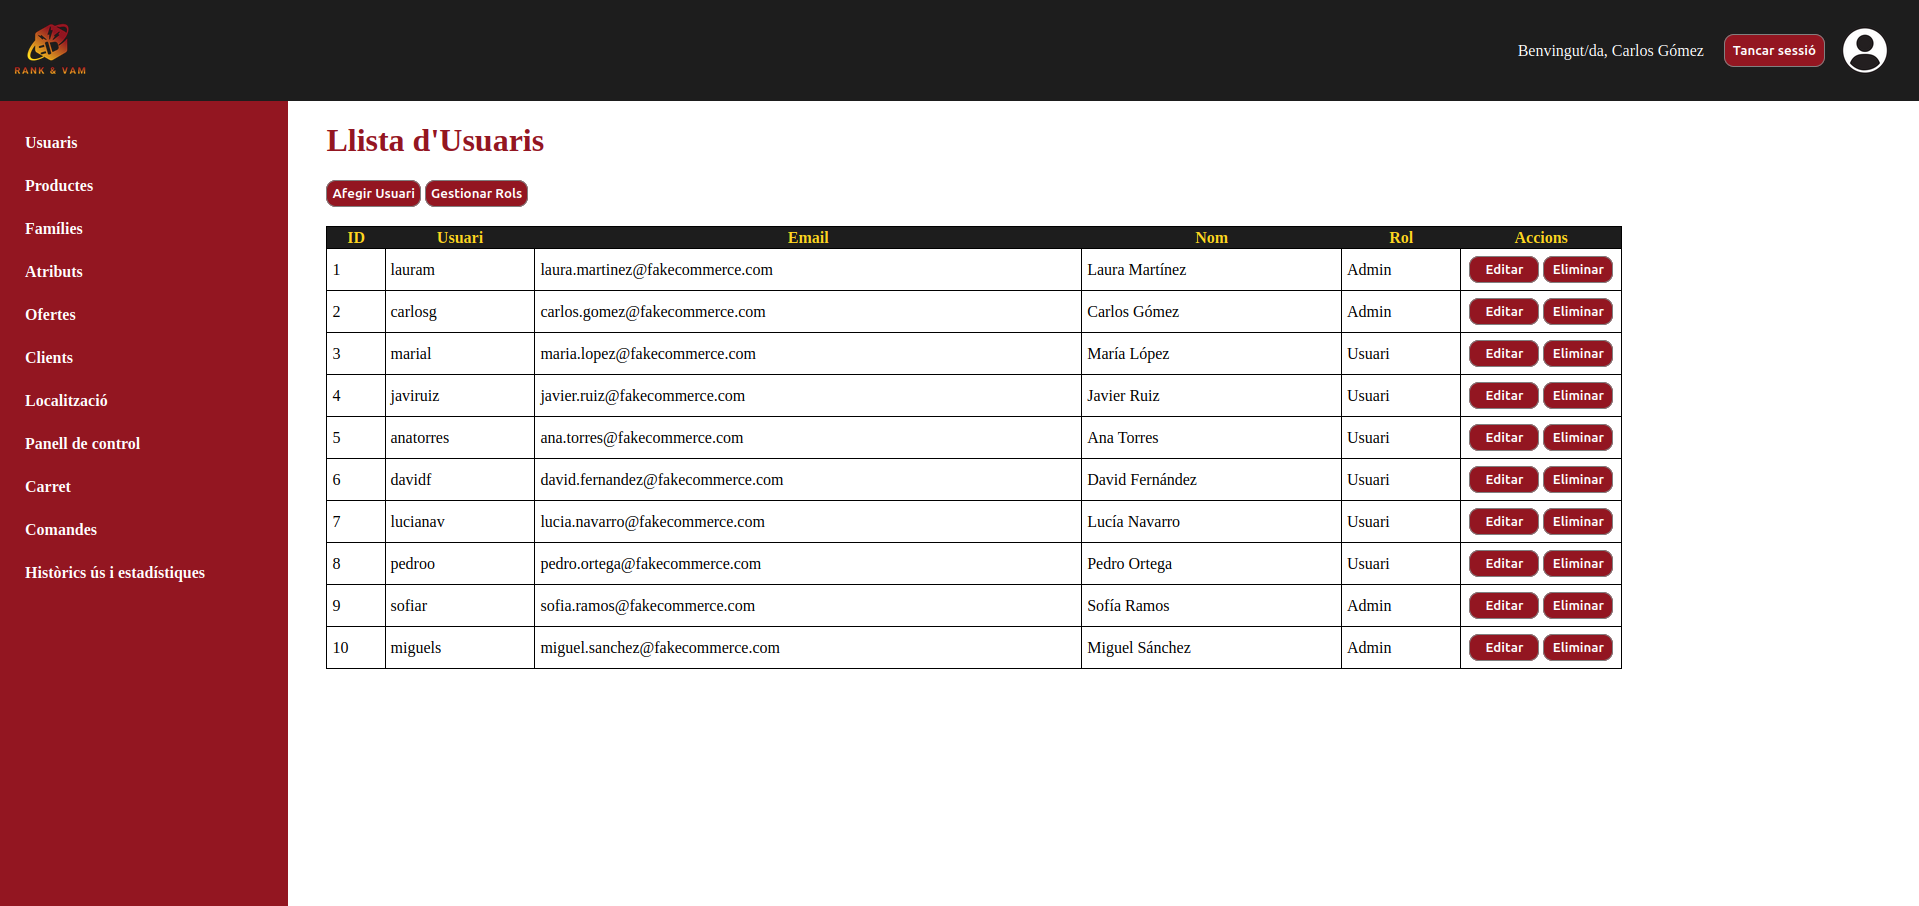 RANK & VAM
Benvingut/da, Carlos Gómez
Tancar sessió
Usuaris
Productes
Famílies
Atributs
Ofertes
Clients
Localització
Panell de control
Carret
Comandes
Històrics ús i estadístiques
Llista d'Usuaris
Afegir Usuari Gestionar Rols
ID Usuari Email Nom Rol Accions
1 lauram laura.martinez@fakecommerce.com Laura Martínez Admin Editar Eliminar
2 carlosg carlos.gomez@fakecommerce.com Carlos Gómez Admin Editar Eliminar
3 marial maria.lopez@fakecommerce.com María López Usuari Editar Eliminar
4 javiruiz javier.ruiz@fakecommerce.com Javier Ruiz Usuari Editar Eliminar
5 anatorres ana.torres@fakecommerce.com Ana Torres Usuari Editar Eliminar
6 davidf david.fernandez@fakecommerce.com David Fernández Usuari Editar Eliminar
7 lucianav lucia.navarro@fakecommerce.com Lucía Navarro Usuari Editar Eliminar
8 pedroo pedro.ortega@fakecommerce.com Pedro Ortega Usuari Editar Eliminar
9 sofiar sofia.ramos@fakecommerce.com Sofía Ramos Admin Editar Eliminar
10 miguels miguel.sanchez@fakecommerce.com Miguel Sánchez Admin Editar Eliminar